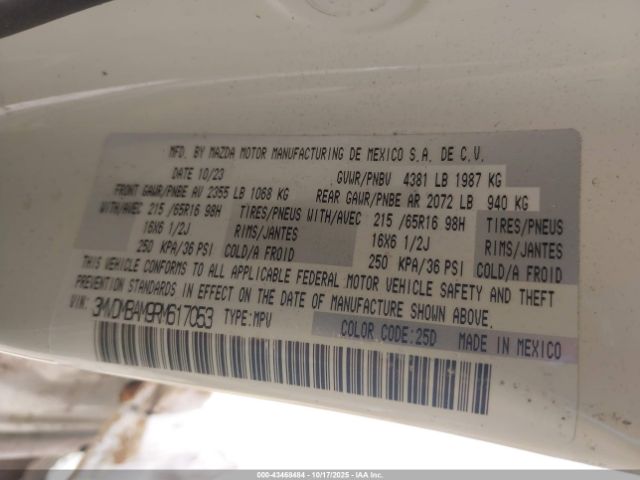 MFD. BY MAZDA MOTOR MANUFACTURING DE MEXICO S.A. DE C.V.
DATE 10/23 GVWR/PNBV 4381 LB 1987 KG
FRONT GAWR/PNBE AV 2355 LB 1068 KG REAR GAWR/PNBE AR 2072 LB 940 KG
WITH/AVEC 215 /65R16 98H TIRES/PNEUS WITH/AVEC 215 /65R16 98H TIRES/PNEUS
16X6 1/2J RIMS/JANTES 16X6 1/2J RIMS/JANTES
250 KPA/36 PSI COLD/A FROID 250 KPA/36 PSI COLD/A FROID
THIS VEHICLE CONFORMS TO ALL APPLICABLE FEDERAL MOTOR VEHICLE SAFETY AND THEFT
PREVENTION STANDARDS IN EFFECT ON THE DATE OF MANUFACTURE SHOWN ABOVE.
VIN: 3MVDMBAM9RM617053 TYPE:MPV
COLOR CODE:25D MADE IN MEXICO
000-43468484 - 10/17/2025 - IAA Inc.